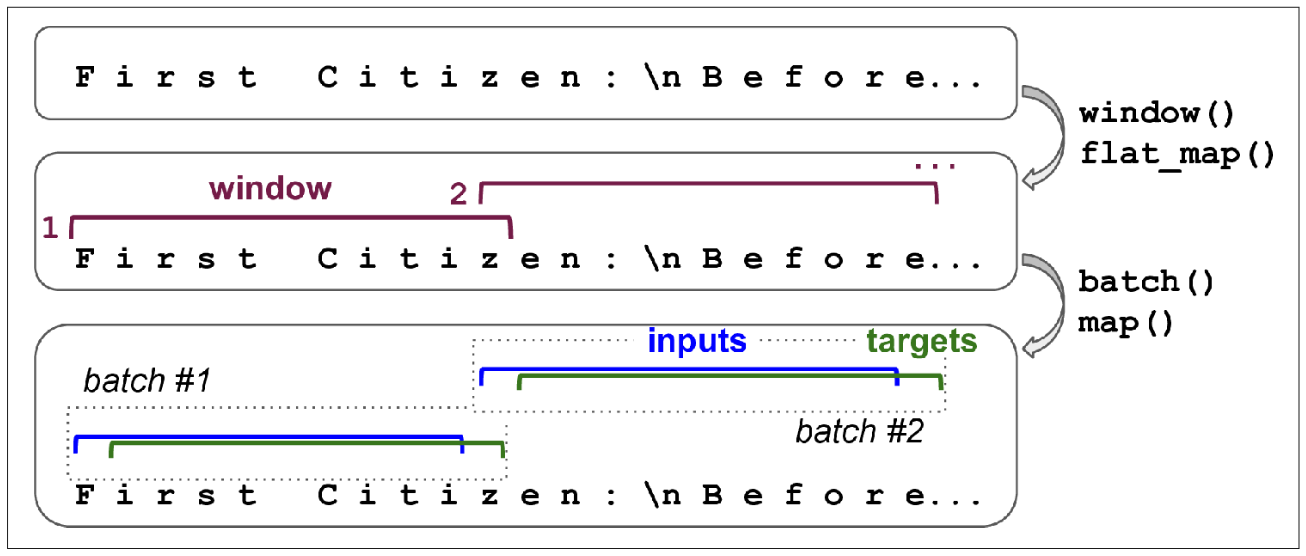 F i r s t   C i t i z e n : \n B e f o r e...
window()
flat_map()
...
window
2
1
F i r s t   C i t i z e n : \n B e f o r e...
batch()
map()
inputs targets
batch #1
batch #2
F i r s t   C i t i z e n : \n B e f o r e...